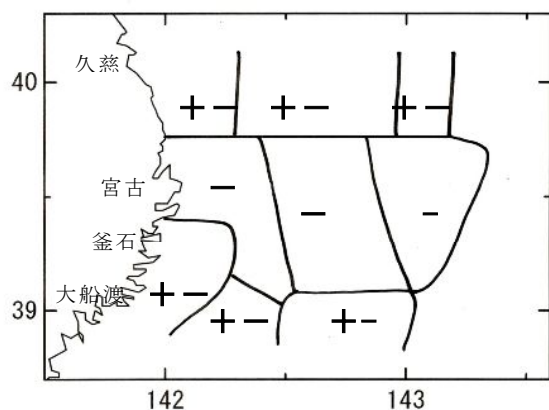 久慈
40
+ − + − + −
宮古
−
− −
釜石
大船渡
+ −
39
+ − + −
142 143